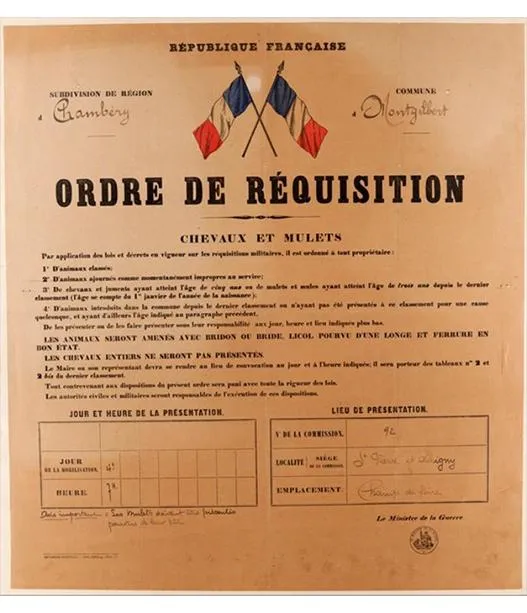 RÉPUBLIQUE FRANÇAISE
SUBDIVISION DE RÉGION
d Chambéry
COMMUNE
d Montgilbert
ORDRE DE RÉQUISITION
CHEVAUX ET MULETS
Par application des lois et décrets en vigueur sur les réquisitions militaires, il est ordonné à tout propriétaire :
1° D'animaux classés;
2° D'animaux ajournés comme momentanément impropres au service;
3° De chevaux et juments ayant atteint l'âge de cinq ans ou de mulets et mules ayant atteint l'âge de trois ans depuis le dernier
classement (l'âge se compte du 1er janvier de l'année de la naissance);
4° D'animaux introduits dans la commune depuis le dernier classement ou n'ayant pas été présentés à ce classement pour une cause
quelconque, et ayant d'ailleurs l'âge indiqué au paragraphe précédent.
De les présenter ou de les faire présenter sous leur responsabilité aux jour, heure et lieu indiqués plus bas.
LES ANIMAUX SERONT AMENÉS AVEC BRIDON OU BRIDE, LICOL POURVU D'UNE LONGE ET FERRURE EN
BON ÉTAT.
LES CHEVAUX ENTIERS NE SERONT PAS PRÉSENTÉS.
Le Maire ou son représentant devra se rendre au lieu de convocation au jour et à l'heure indiqués; il sera porteur des tableaux n° 2 et
2 bis du dernier classement.
Tout contrevenant aux dispositions du présent ordre sera puni avec toute la rigueur des lois.
Les autorités civiles et militaires seront responsables de l'exécution de ces dispositions.
JOUR ET HEURE DE LA PRÉSENTATION.
JOUR
DE LA MOBILISATION.
4e
HEURE
7h
LIEU DE PRÉSENTATION.
N° DE LA COMMISSION.
92
LOCALITÉ
SIÈGE
DE LA COMMISSION.
St Pierre d'Albigny
EMPLACEMENT.
Champ de foire
Avis important : Les Mulets doivent être présentés
pourvus de leur bât
Le Ministre de la Guerre